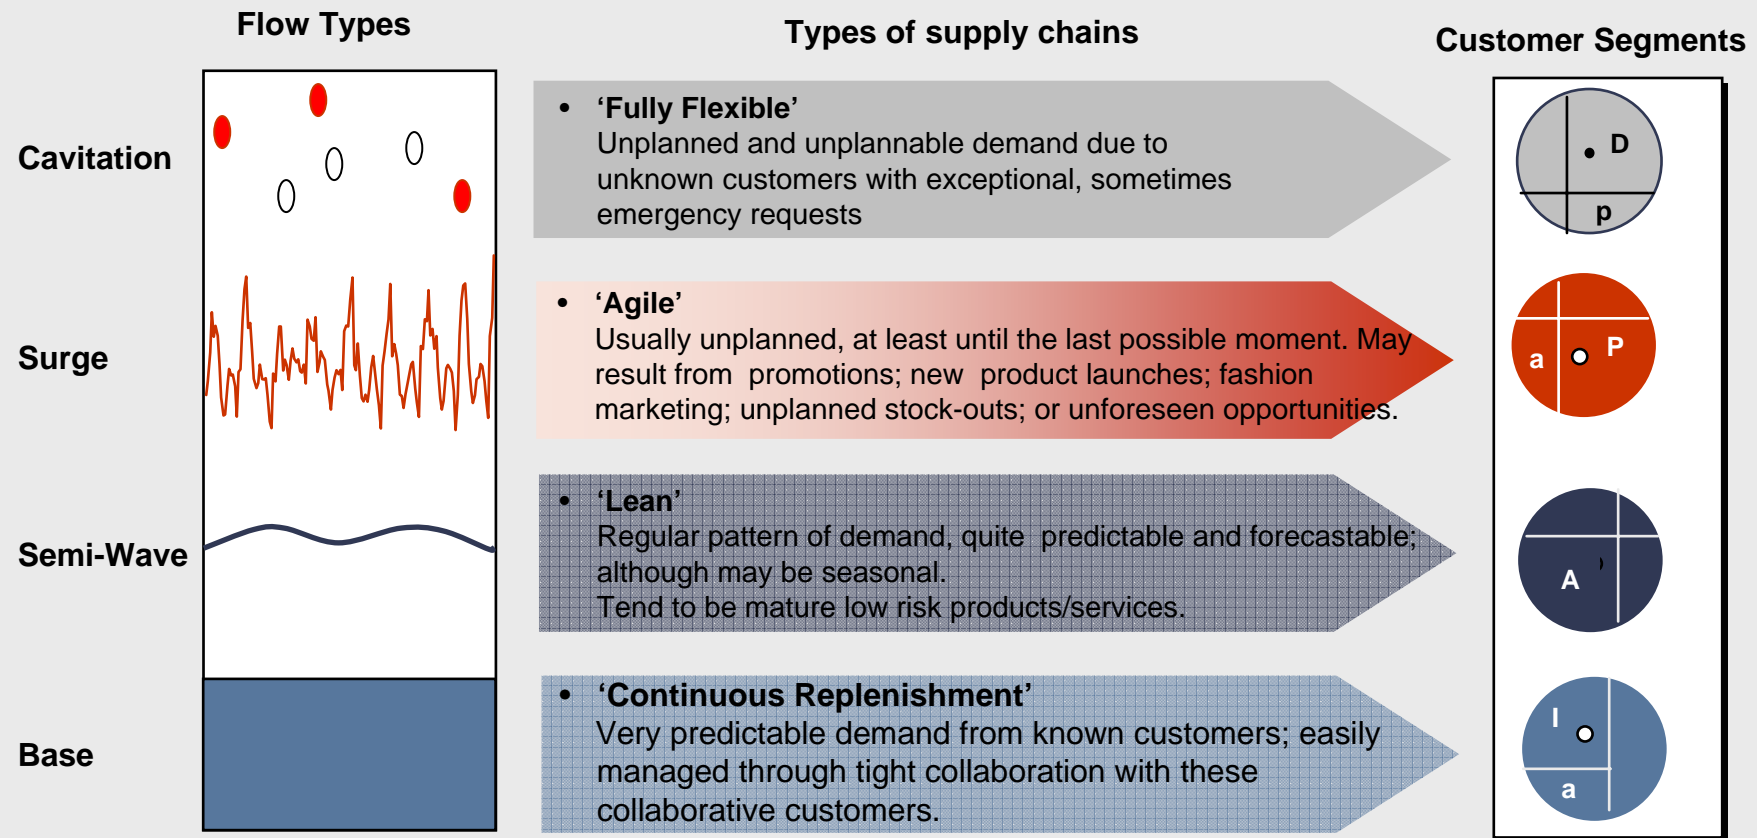 Flow Types
Types of supply chains
Customer Segments
Cavitation
• ‘Fully Flexible’
Unplanned and unplannable demand due to
unknown customers with exceptional, sometimes
emergency requests
D
p
Surge
• ‘Agile’
Usually unplanned, at least until the last possible moment. May
result from  promotions; new  product launches; fashion
marketing; unplanned stock-outs; or unforeseen opportunities.
a P
Semi-Wave
• ‘Lean’
Regular pattern of demand, quite  predictable and forecastable;
although may be seasonal.
Tend to be mature low risk products/services.
A
Base
• ‘Continuous Replenishment’
Very predictable demand from known customers; easily
managed through tight collaboration with these
collaborative customers.
I
a